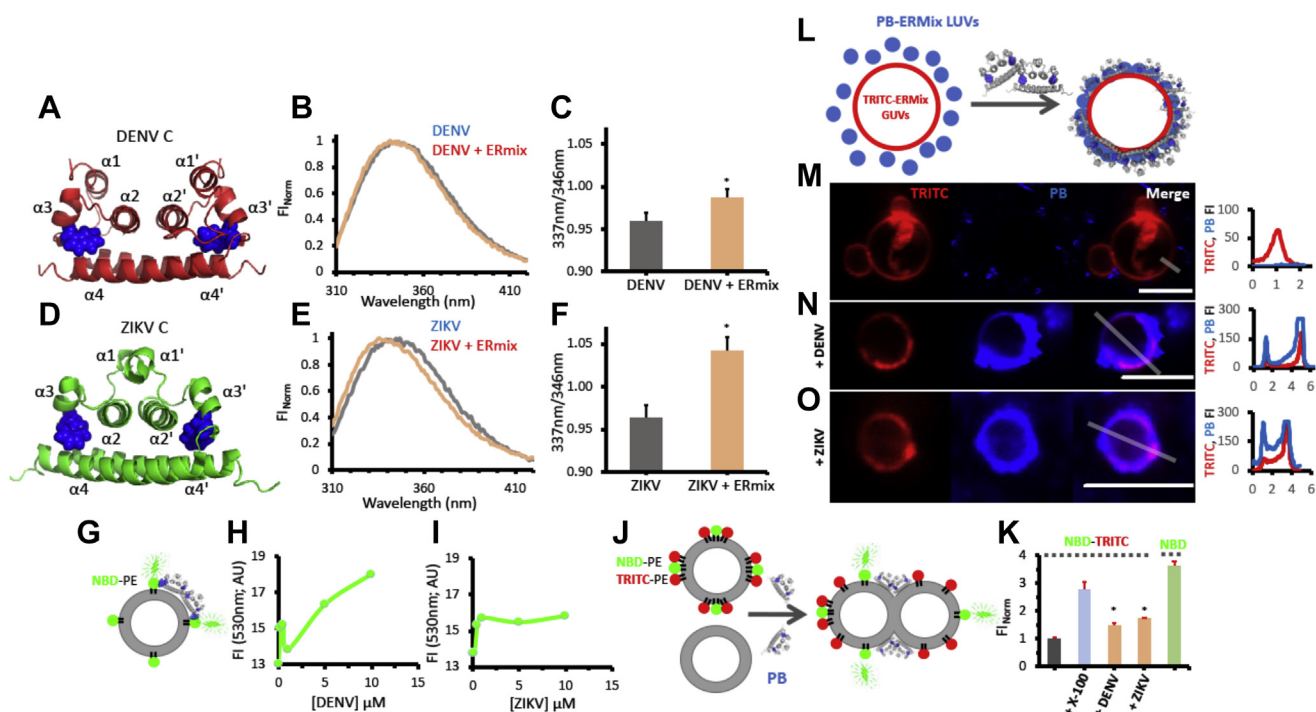 A
DENV C
α1
α1'
α2
α2'
α3
α3'
α4
α4'
B
DENV
DENV + ERmix
FI Norm
1
0.8
0.6
0.4
0.2
0
310
360
410
Wavelength (nm)
C
337nm/346nm
1.05
1.00
0.95
0.90
*
DENV
DENV + ERmix
D
ZIKV C
α1
α1'
α3
α3'
α2
α2'
α4
α4'
E
ZIKV
ZIKV + ERmix
FI Norm
1
0.8
0.6
0.4
0.2
0
310
360
410
Wavelength (nm)
F
337nm/346nm
1.05
1.00
0.95
0.90
*
ZIKV
ZIKV + ERmix
G
NBD-PE
H
FI (530nm; AU)
19
17
15
13
0
5
10
15
[DENV] μM
I
FI (530nm; AU)
19
17
15
13
0
5
10
15
[ZIKV] μM
J
NBD-PE
TRITC-PE
PB
K
NBD-TRITC
NBD
FI Norm
4
3
2
1
0
*
*
+ X-100
+ DENV
+ ZIKV
L
PB-ERMix LUVs
TRITC-ERMix
GUVs
M
TRITC
PB
Merge
TRITC, PB FI
100
50
0
0
1
2
N
+ DENV
TRITC, PB FI
300
150
0
0
2
4
6
O
+ ZIKV
TRITC, PB FI
300
150
0
0
2
4
6